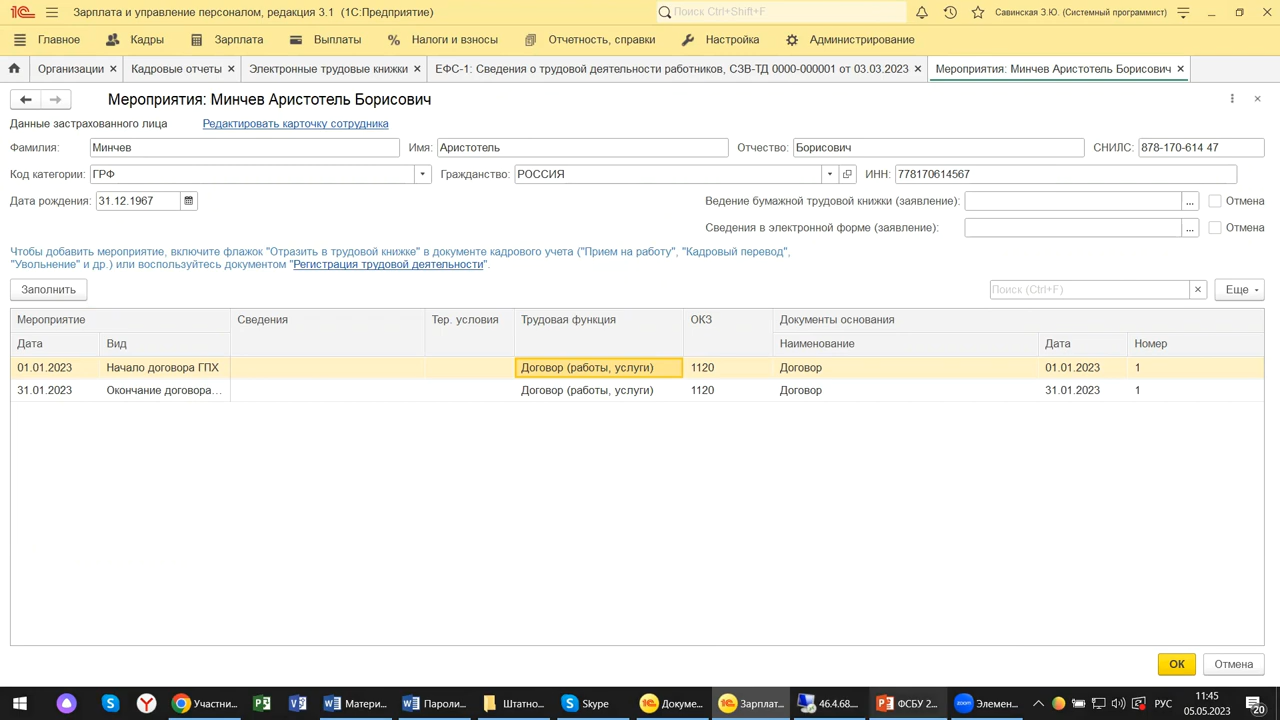 Зарплата и управление персоналом, редакция 3.1 (1С:Предприятие)
Поиск Ctrl+Shift+F
Савинская З.Ю. (Системный программист)
Главное Кадры Зарплата Выплаты Налоги и взносы Отчетность, справки Настройка Администрирование
Организации Кадровые отчеты Электронные трудовые книжки ЕФС-1: Сведения о трудовой деятельности работников, СЗВ-ТД 0000-000001 от 03.03.2023 Мероприятия: Минчев Аристотель Борисович
Мероприятия: Минчев Аристотель Борисович
Данные застрахованного лица Редактировать карточку сотрудника
Фамилия: Минчев Имя: Аристотель Отчество: Борисович СНИЛС: 878-170-614 47
Код категории: ГРФ Гражданство: РОССИЯ ИНН: 778170614567
Дата рождения: 31.12.1967 Ведение бумажной трудовой книжки (заявление): ... Отмена
Сведения в электронной форме (заявление): ... Отмена
Чтобы добавить мероприятие, включите флажок "Отразить в трудовой книжке" в документе кадрового учета ("Прием на работу", "Кадровый перевод",
"Увольнение" и др.) или воспользуйтесь документом "Регистрация трудовой деятельности".
Заполнить Поиск (Ctrl+F) Еще
Мероприятие Сведения Тер. условия Трудовая функция ОКЗ Документы основания
Дата Вид Наименование Дата Номер
01.01.2023 Начало договора ГПХ Договор (работы, услуги) 1120 Договор 01.01.2023 1
31.01.2023 Окончание договора... Договор (работы, услуги) 1120 Договор 31.01.2023 1
ОК Отмена
Участни... Матери... Пароли... Штатно... Skype Докуме... Зарплат... 46.4.68... ФСБУ 2... Элемен... РУС
11:45
05.05.2023
20